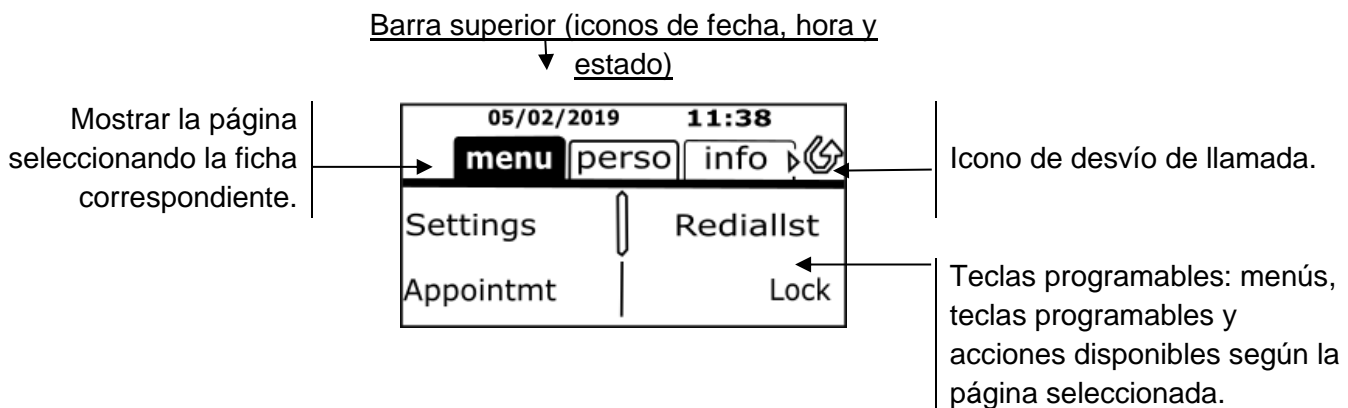 Barra superior (iconos de fecha, hora y
estado)
Mostrar la página
seleccionando la ficha
correspondiente.
05/02/2019 11:38
menu perso info
Settings Rediallst
Appointmt Lock
Icono de desvío de llamada.
Teclas programables: menús,
teclas programables y
acciones disponibles según la
página seleccionada.